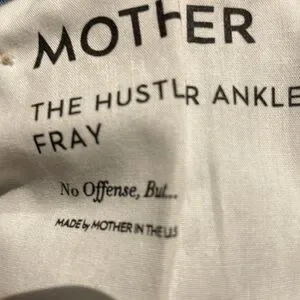 MOTHER
THE HUSTLR ANKLE
FRAY
No Offense, But...
MADE by MOTHER IN THE U.S